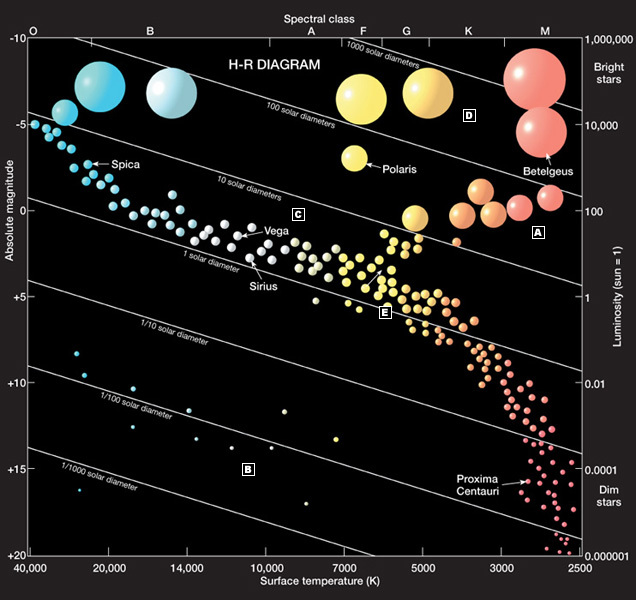 Spectral class
O B A F G K M
-10 1,000,000
H-R DIAGRAM
1000 solar diameters
Bright
stars
100 solar diameters
D
-5 10,000
Spica
Polaris
Betelgeus
10 solar diameters
0 100
C
A
Vega
1 solar diameter
Sirius
+5 1
E
1/10 solar diameter
+10 0.01
1/100 solar diameter
B
+15 0.0001
1/1000 solar diameter
Proxima
Centauri
Dim
stars
+20 0.000001
40,000 20,000 14,000 10,000 7000 5000 2500
Surface temperature (K)
Absolute magnitude
Luminosity (sun = 1)